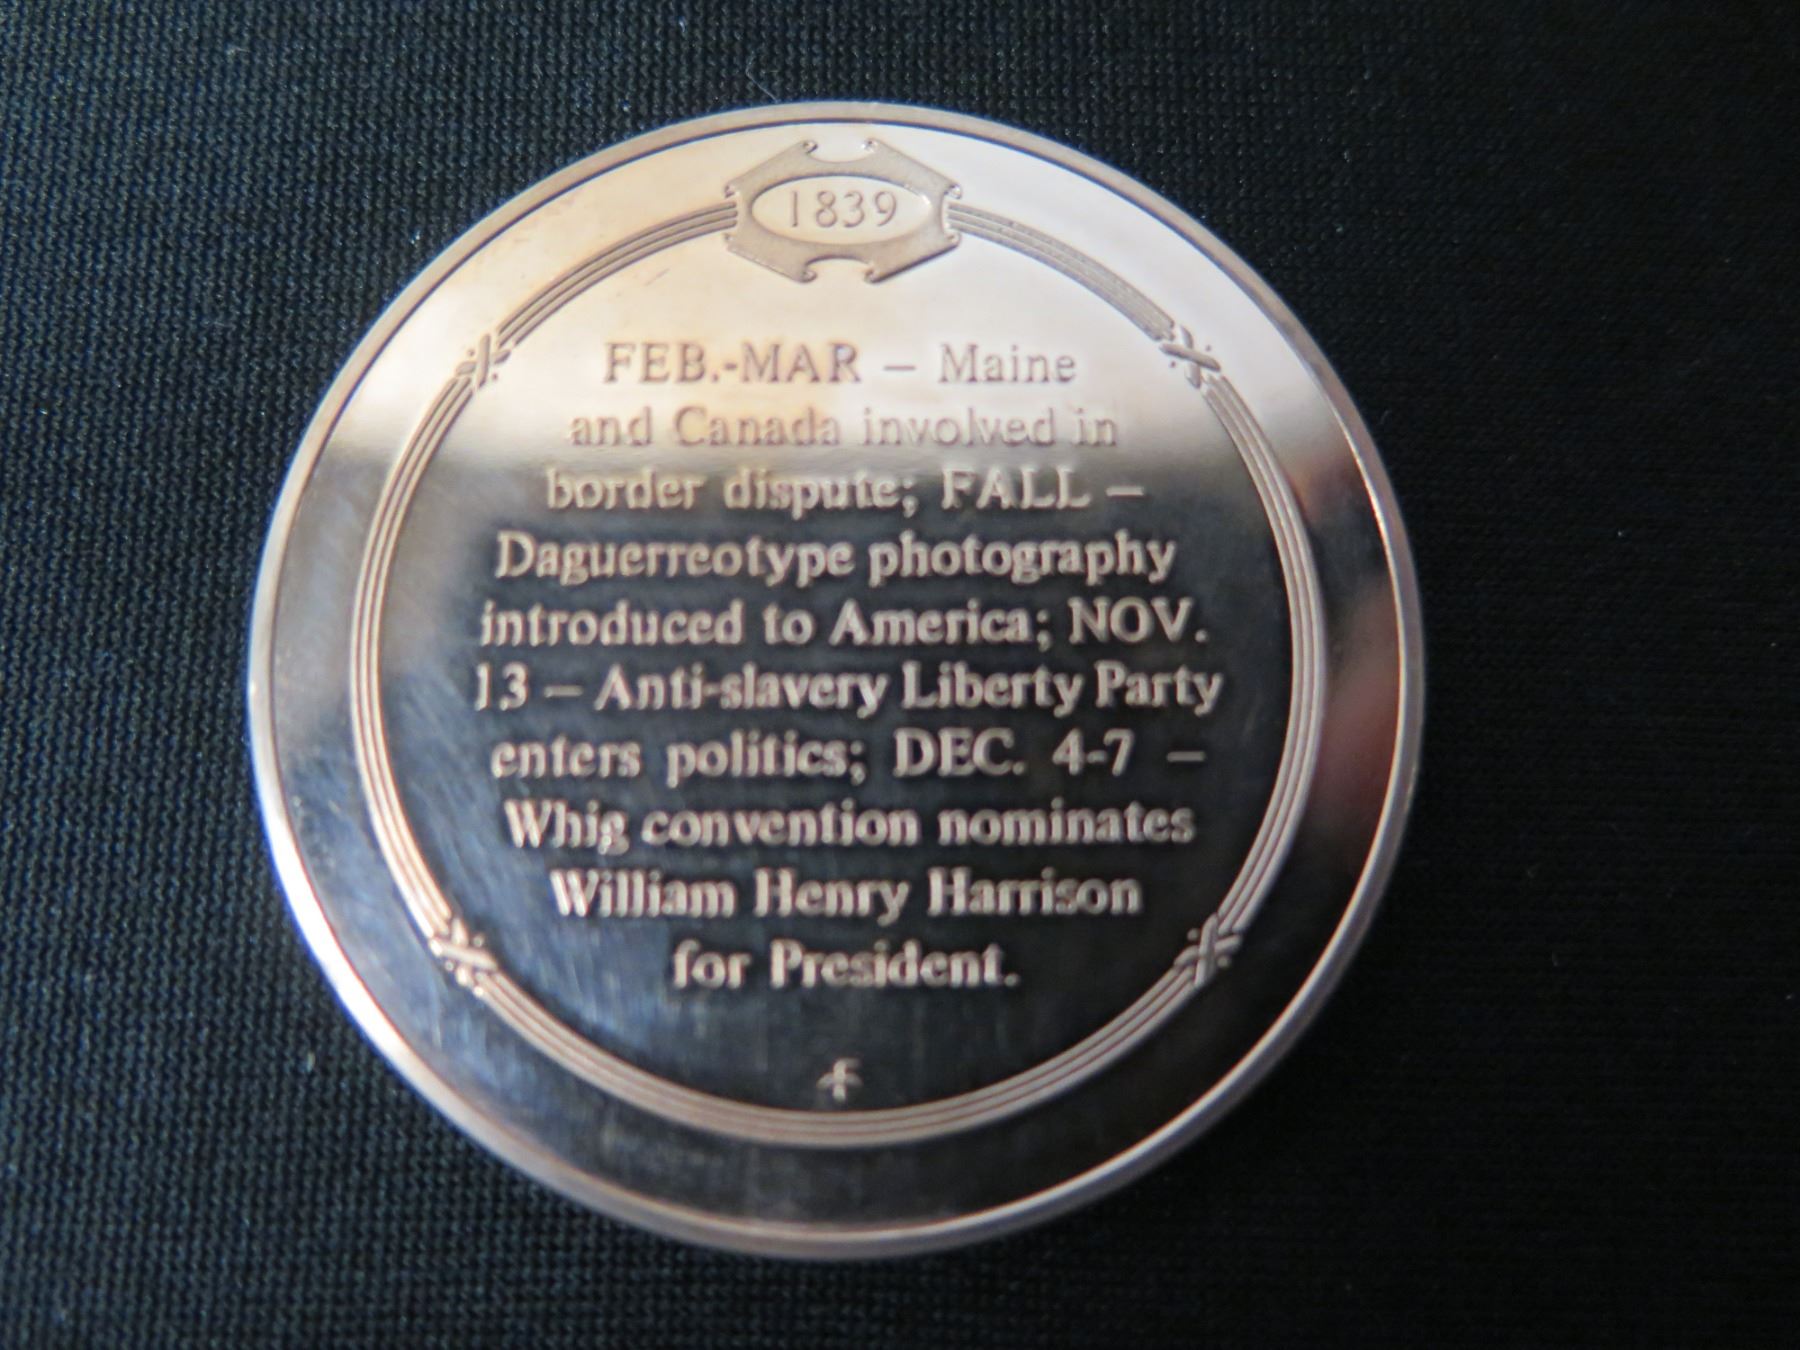 1839
FEB.-MAR – Maine
and Canada involved in
border dispute; FALL –
Daguerreotype photography
introduced to America; NOV.
13 – Anti-slavery Liberty Party
enters politics; DEC. 4-7 –
Whig convention nominates
William Henry Harrison
for President.